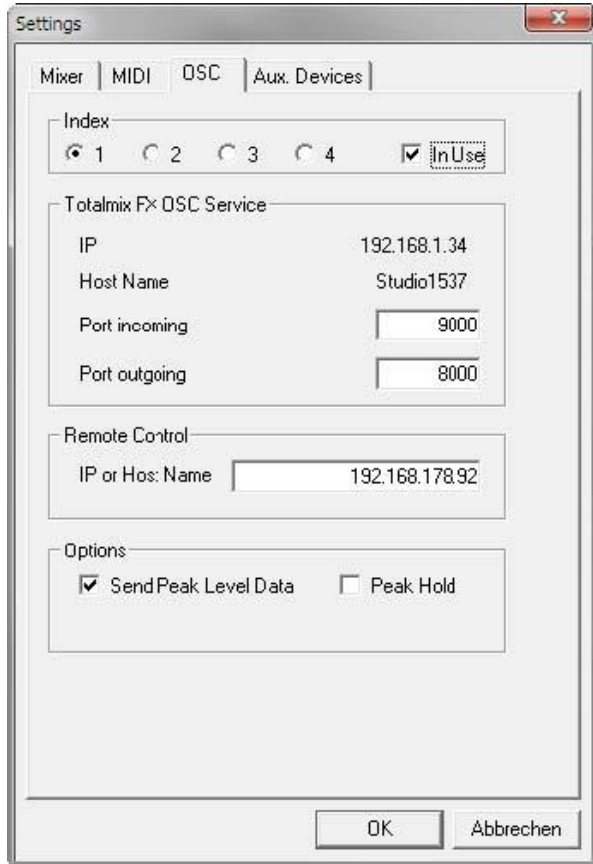 Settings
Mixer MIDI OSC Aux. Devices
Index
1 2 3 4 In Use
Totalmix FX OSC Service
IP 192.168.1.34
Host Name Studio1537
Port incoming 9000
Port outgoing 8000
Remote Control
IP or Host Name 192.168.178.92
Options
Send Peak Level Data Peak Hold
OK Abbrechen